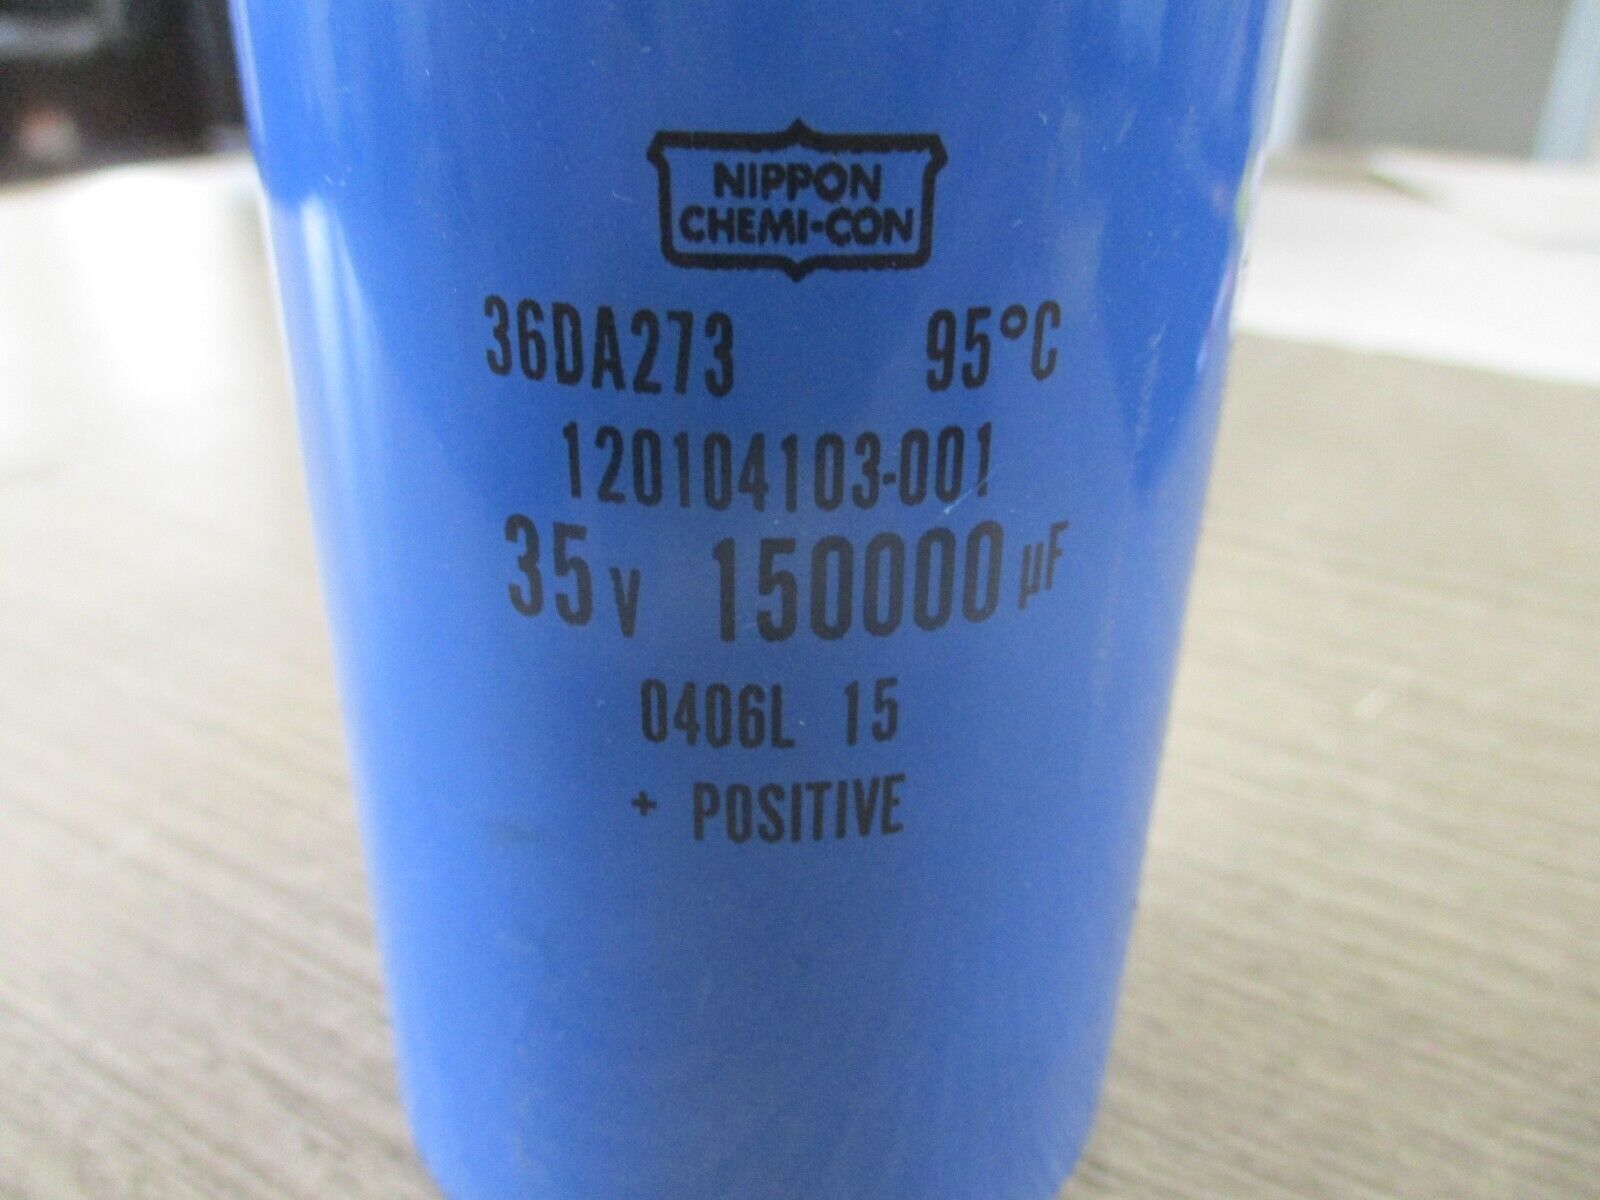 NIPPON
CHEMI-CON
36DA273 95°C
120104103-001
35V 150000µF
0406L 15
+ POSITIVE